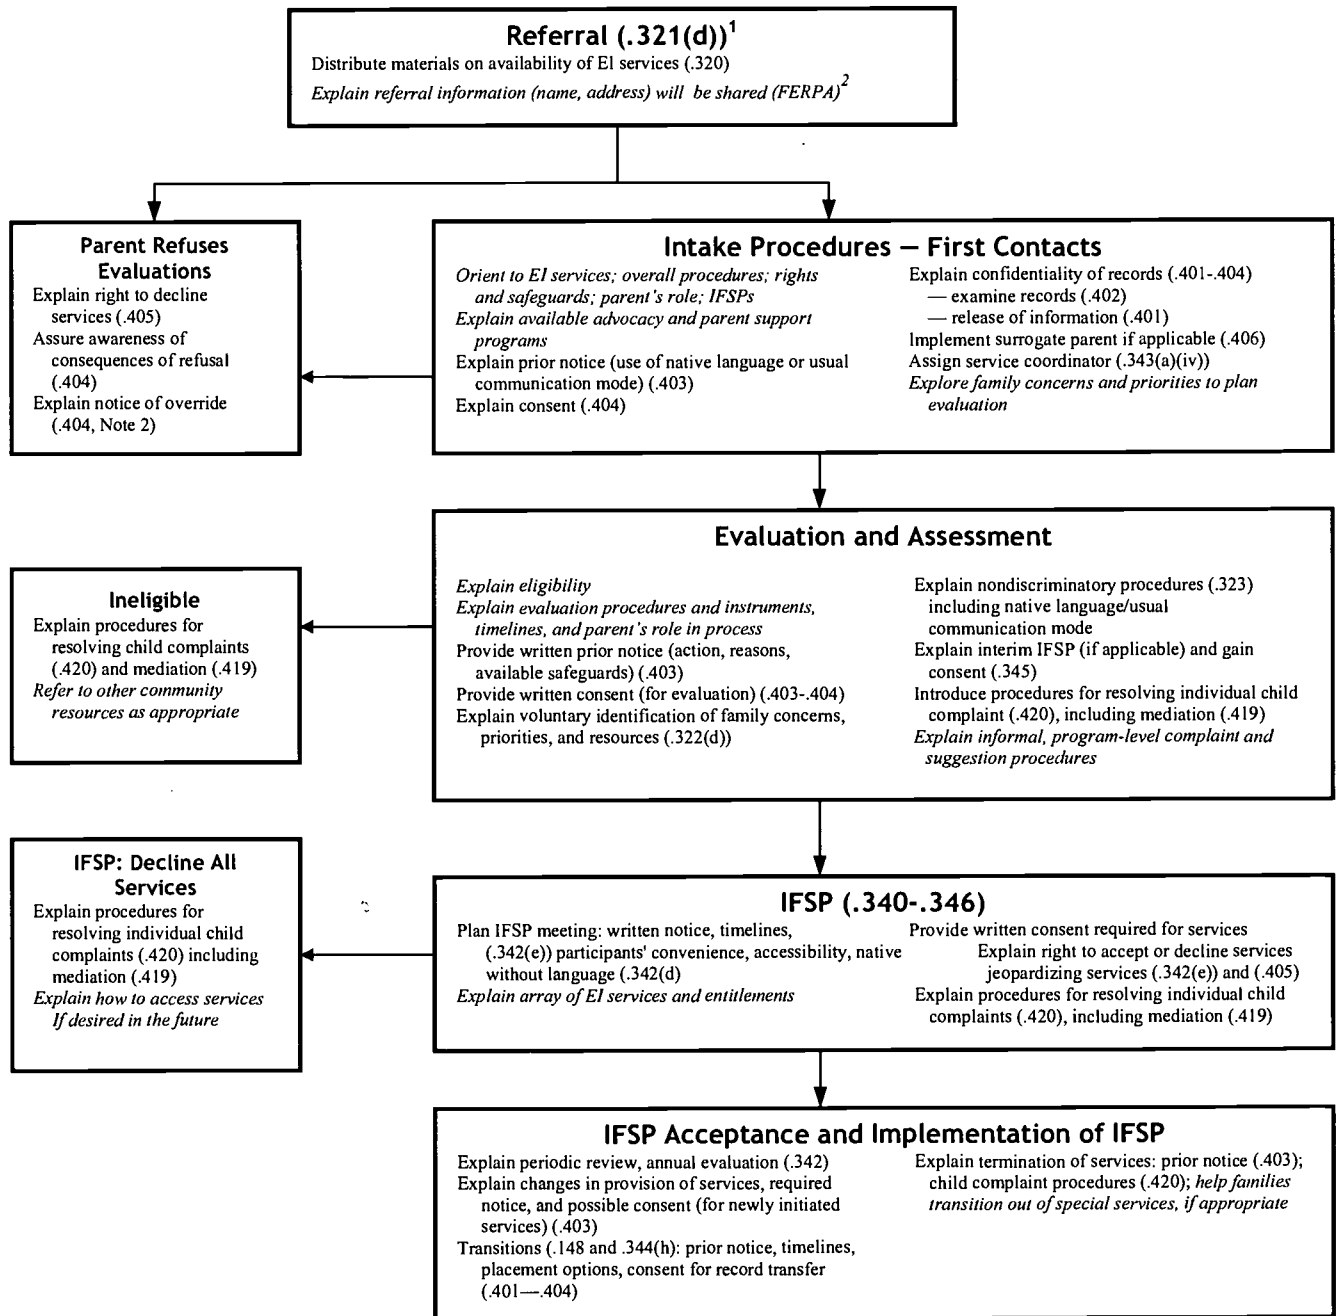 Referral (.321(d))1
Distribute materials on availability of EI services (.320)
Explain referral information (name, address) will be shared (FERPA)2
Parent Refuses
Evaluations
Explain right to decline
services (.405)
Assure awareness of
consequences of refusal
(.404)
Explain notice of override
(.404, Note 2)
Intake Procedures — First Contacts
Orient to EI services; overall procedures; rights
and safeguards; parent's role; IFSPs
Explain available advocacy and parent support
programs
Explain prior notice (use of native language or usual
communication mode) (.403)
Explain consent (.404)
Explain confidentiality of records (.401-.404)
— examine records (.402)
— release of information (.401)
Implement surrogate parent if applicable (.406)
Assign service coordinator (.343(a)(iv))
Explore family concerns and priorities to plan
evaluation
Evaluation and Assessment
Explain eligibility
Explain evaluation procedures and instruments,
timelines, and parent's role in process
Provide written prior notice (action, reasons,
available safeguards) (.403)
Provide written consent (for evaluation) (.403-.404)
Explain voluntary identification of family concerns,
priorities, and resources (.322(d))
Explain nondiscriminatory procedures (.323)
including native language/usual
communication mode
Explain interim IFSP (if applicable) and gain
consent (.345)
Introduce procedures for resolving individual child
complaint (.420), including mediation (.419)
Explain informal, program-level complaint and
suggestion procedures
Ineligible
Explain procedures for
resolving child complaints
(.420) and mediation (.419)
Refer to other community
resources as appropriate
IFSP: Decline All
Services
Explain procedures for
resolving individual child
complaints (.420) including
mediation (.419)
Explain how to access services
If desired in the future
IFSP (.340-.346)
Plan IFSP meeting: written notice, timelines,
(.342(e)) participants' convenience, accessibility, native
without language (.342(d)
Explain array of EI services and entitlements
Provide written consent required for services
Explain right to accept or decline services
jeopardizing services (.342(e)) and (.405)
Explain procedures for resolving individual child
complaints (.420), including mediation (.419)
IFSP Acceptance and Implementation of IFSP
Explain periodic review, annual evaluation (.342)
Explain changes in provision of services, required
notice, and possible consent (for newly initiated
services) (.403)
Transitions (.148 and .344(h): prior notice, timelines,
placement options, consent for record transfer
(.401—.404)
Explain termination of services: prior notice (.403);
child complaint procedures (.420); help families
transition out of special services, if appropriate